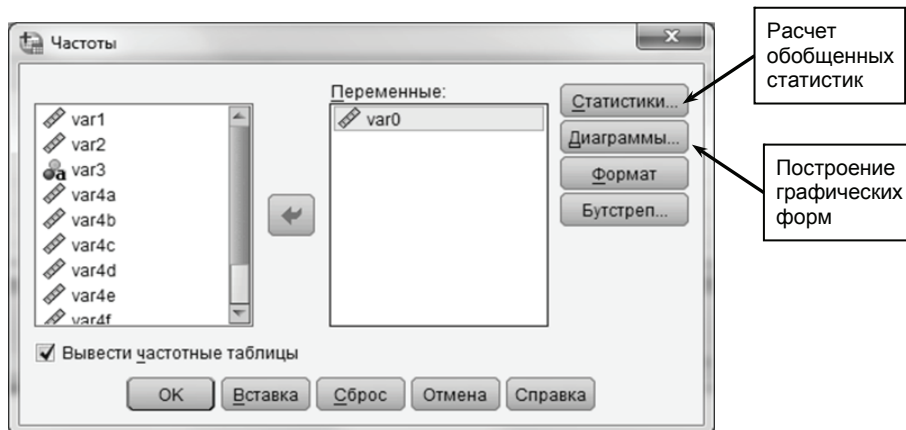 Частоты
Переменные:
var1
var2
var3
var4a
var4b
var4c
var4d
var4e
var4f
var0
Статистики...
Диаграммы...
Формат
Бутстреп...
Вывести частотные таблицы
OK
Вставка
Сброс
Отмена
Справка
Расчет
обобщенных
статистик
Построение
графических
форм